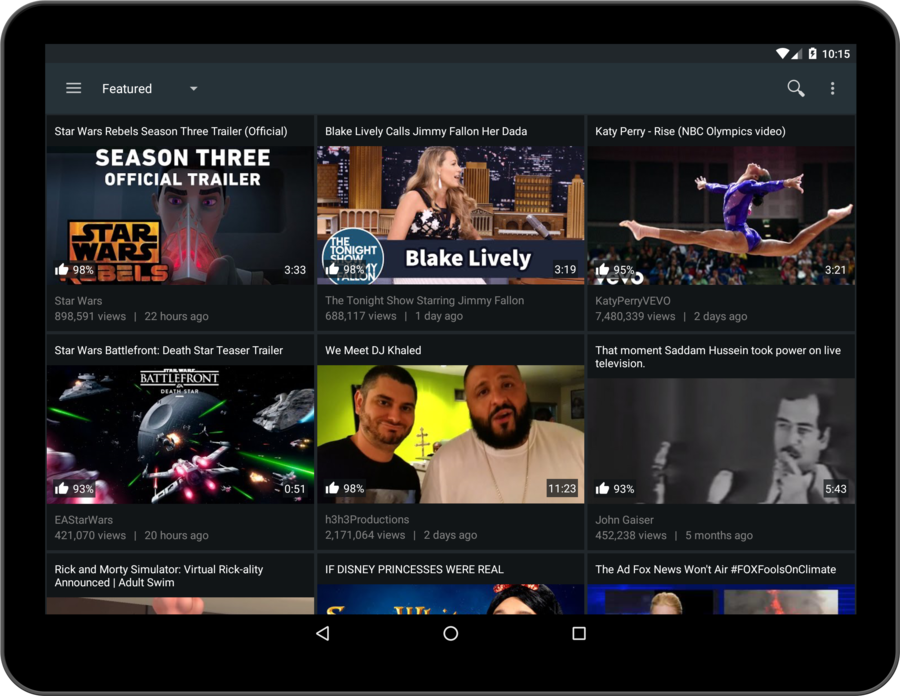 10:15
Featured
Star Wars Rebels Season Three Trailer (Official)
SEASON THREE
OFFICIAL TRAILER
STAR
WARS
REBELS
98%
3:33
Star Wars
898,591 views | 22 hours ago
Blake Lively Calls Jimmy Fallon Her Dada
THE
TONIGHT
SHOW
FALLON
Blake Lively
98%
3:19
The Tonight Show Starring Jimmy Fallon
688,117 views | 1 day ago
Katy Perry - Rise (NBC Olympics video)
95%
vevo
3:21
KatyPerryVEVO
7,480,339 views | 2 days ago
Star Wars Battlefront: Death Star Teaser Trailer
STAR WARS
BATTLEFRONT
DEATH STAR
93%
0:51
EAStarWars
421,070 views | 20 hours ago
We Meet DJ Khaled
98%
11:23
h3h3Productions
2,171,064 views | 2 days ago
That moment Saddam Hussein took power on live
television.
93%
5:43
John Gaiser
452,238 views | 5 months ago
Rick and Morty Simulator: Virtual Rick-ality
Announced | Adult Swim
IF DISNEY PRINCESSES WERE REAL
The Ad Fox News Won't Air #FOXFoolsOnClimate